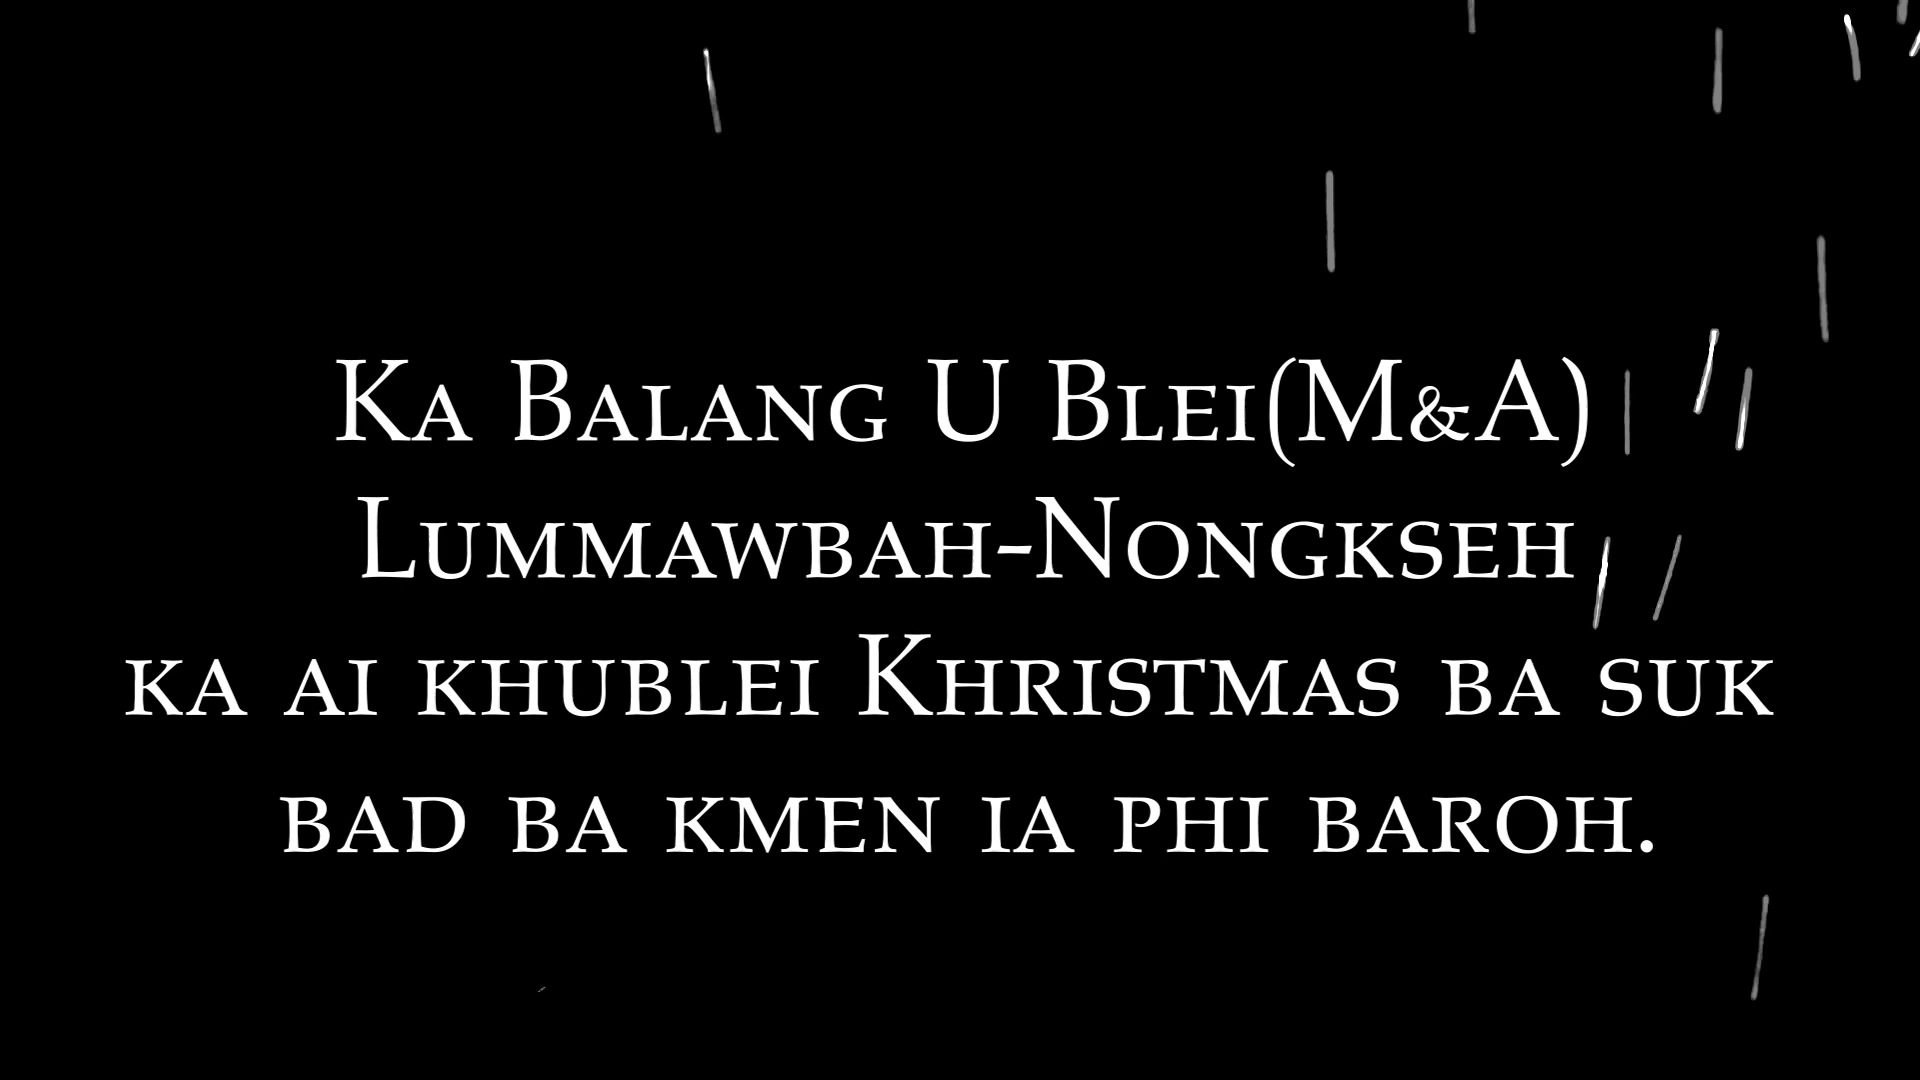 Ka Balang U Blei(M&A)
Lummawbah-Nongkseh
ka ai khublei Khristmas ba suk
bad ba kmen ia phi baroh.